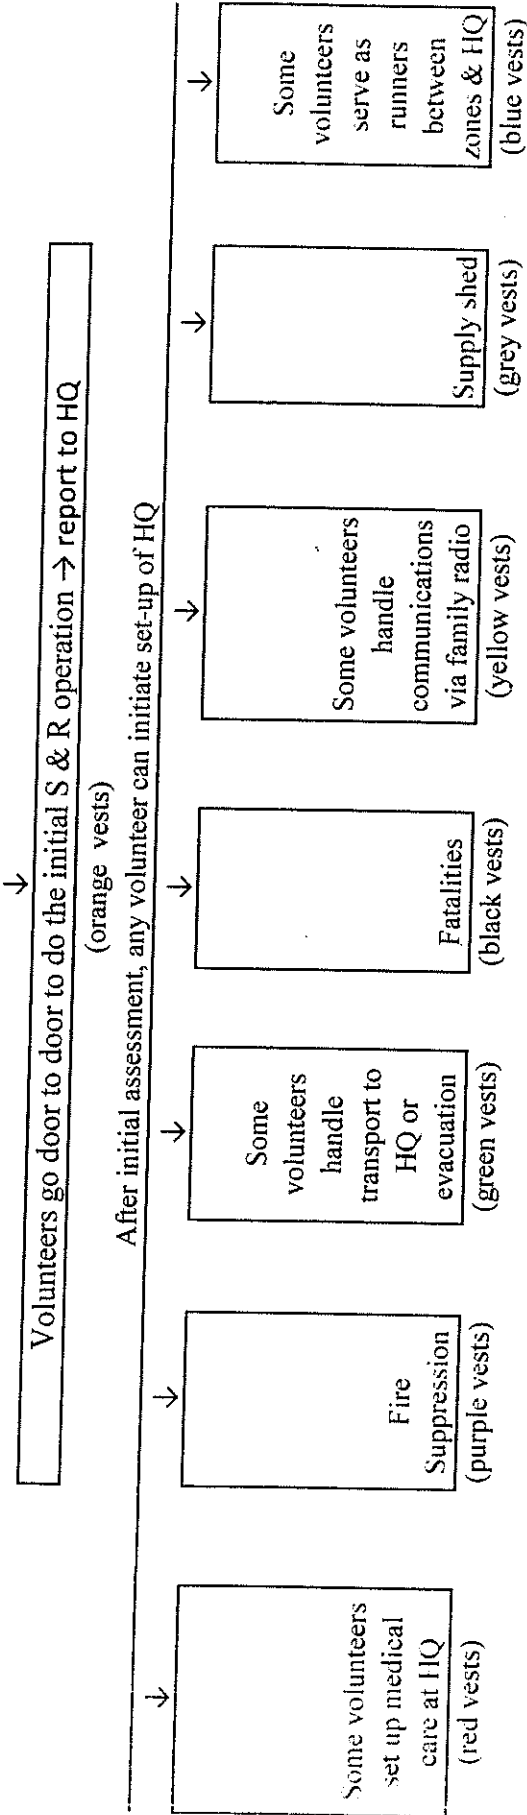 ↓
Volunteers go door to door to do the initial S & R operation → report to HQ
(orange vests)
After initial assessment, any volunteer can initiate set-up of HQ
↓
Some volunteers
set up medical
care at HQ
(red vests)
↓
Fire
Suppression
(purple vests)
↓
Some
volunteers
handle
transport to
HQ or
evacuation
(green vests)
↓
Fatalities
(black vests)
↓
Some volunteers
handle
communications
via family radio
(yellow vests)
↓
Supply shed
(grey vests)
↓
Some
volunteers
serve as
runners
between
zones & HQ
(blue vests)